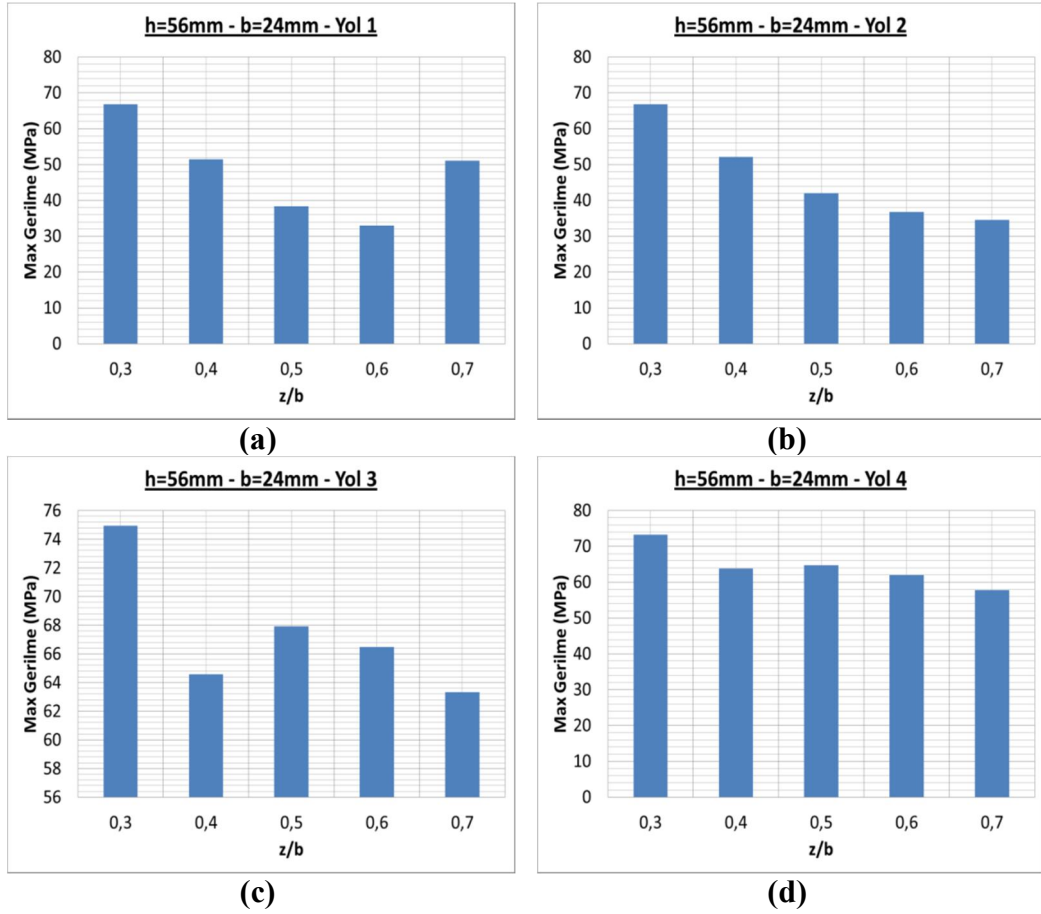 h=56mm - b=24mm - Yol 1
Max Gerilme (MPa)
80
70
60
50
40
30
20
10
0
0,3 0,4 0,5 0,6 0,7
z/b
(a)
h=56mm - b=24mm - Yol 2
Max Gerilme (MPa)
80
70
60
50
40
30
20
10
0
0,3 0,4 0,5 0,6 0,7
z/b
(b)
h=56mm - b=24mm - Yol 3
Max Gerilme (MPa)
76
74
72
70
68
66
64
62
60
58
56
0,3 0,4 0,5 0,6 0,7
z/b
(c)
h=56mm - b=24mm - Yol 4
Max Gerilme (MPa)
80
70
60
50
40
30
20
10
0
0,3 0,4 0,5 0,6 0,7
z/b
(d)